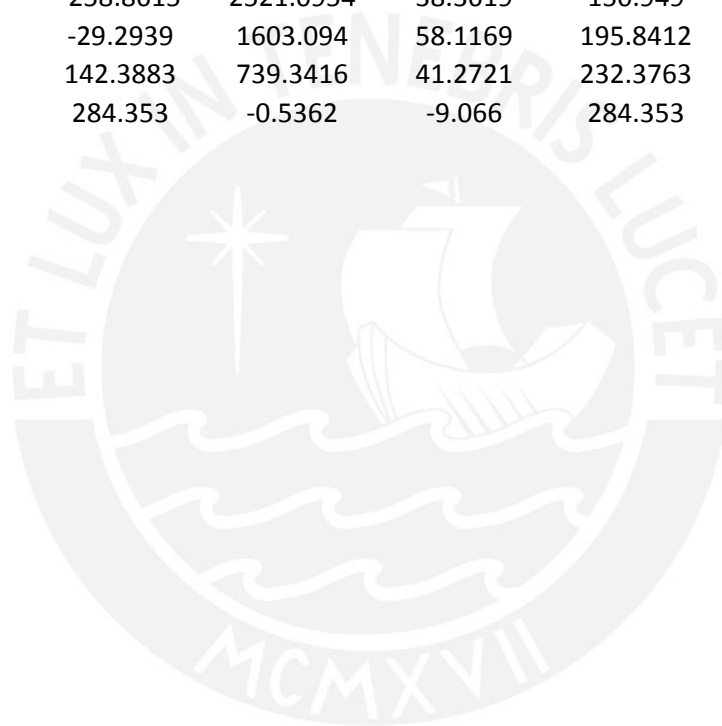 -29.2939 1603.094 58.1169 195.8412
142.3883 739.3416 41.2721 232.3763
284.353 -0.5362 -9.066 284.353
ET LUX IN TENEBRIS LUCET
MCMXVII